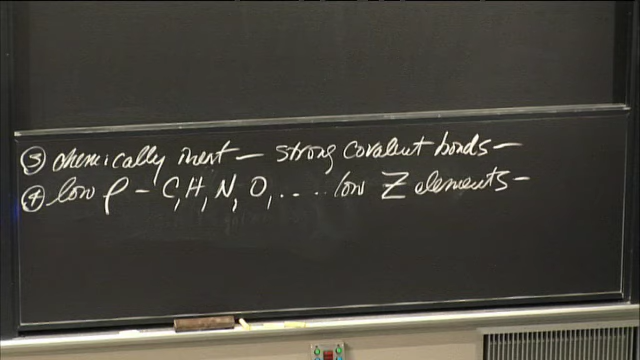 ③ chemically inert — strong covalent bonds —
④ low ρ — C, H, N, O, .... low Z elements —